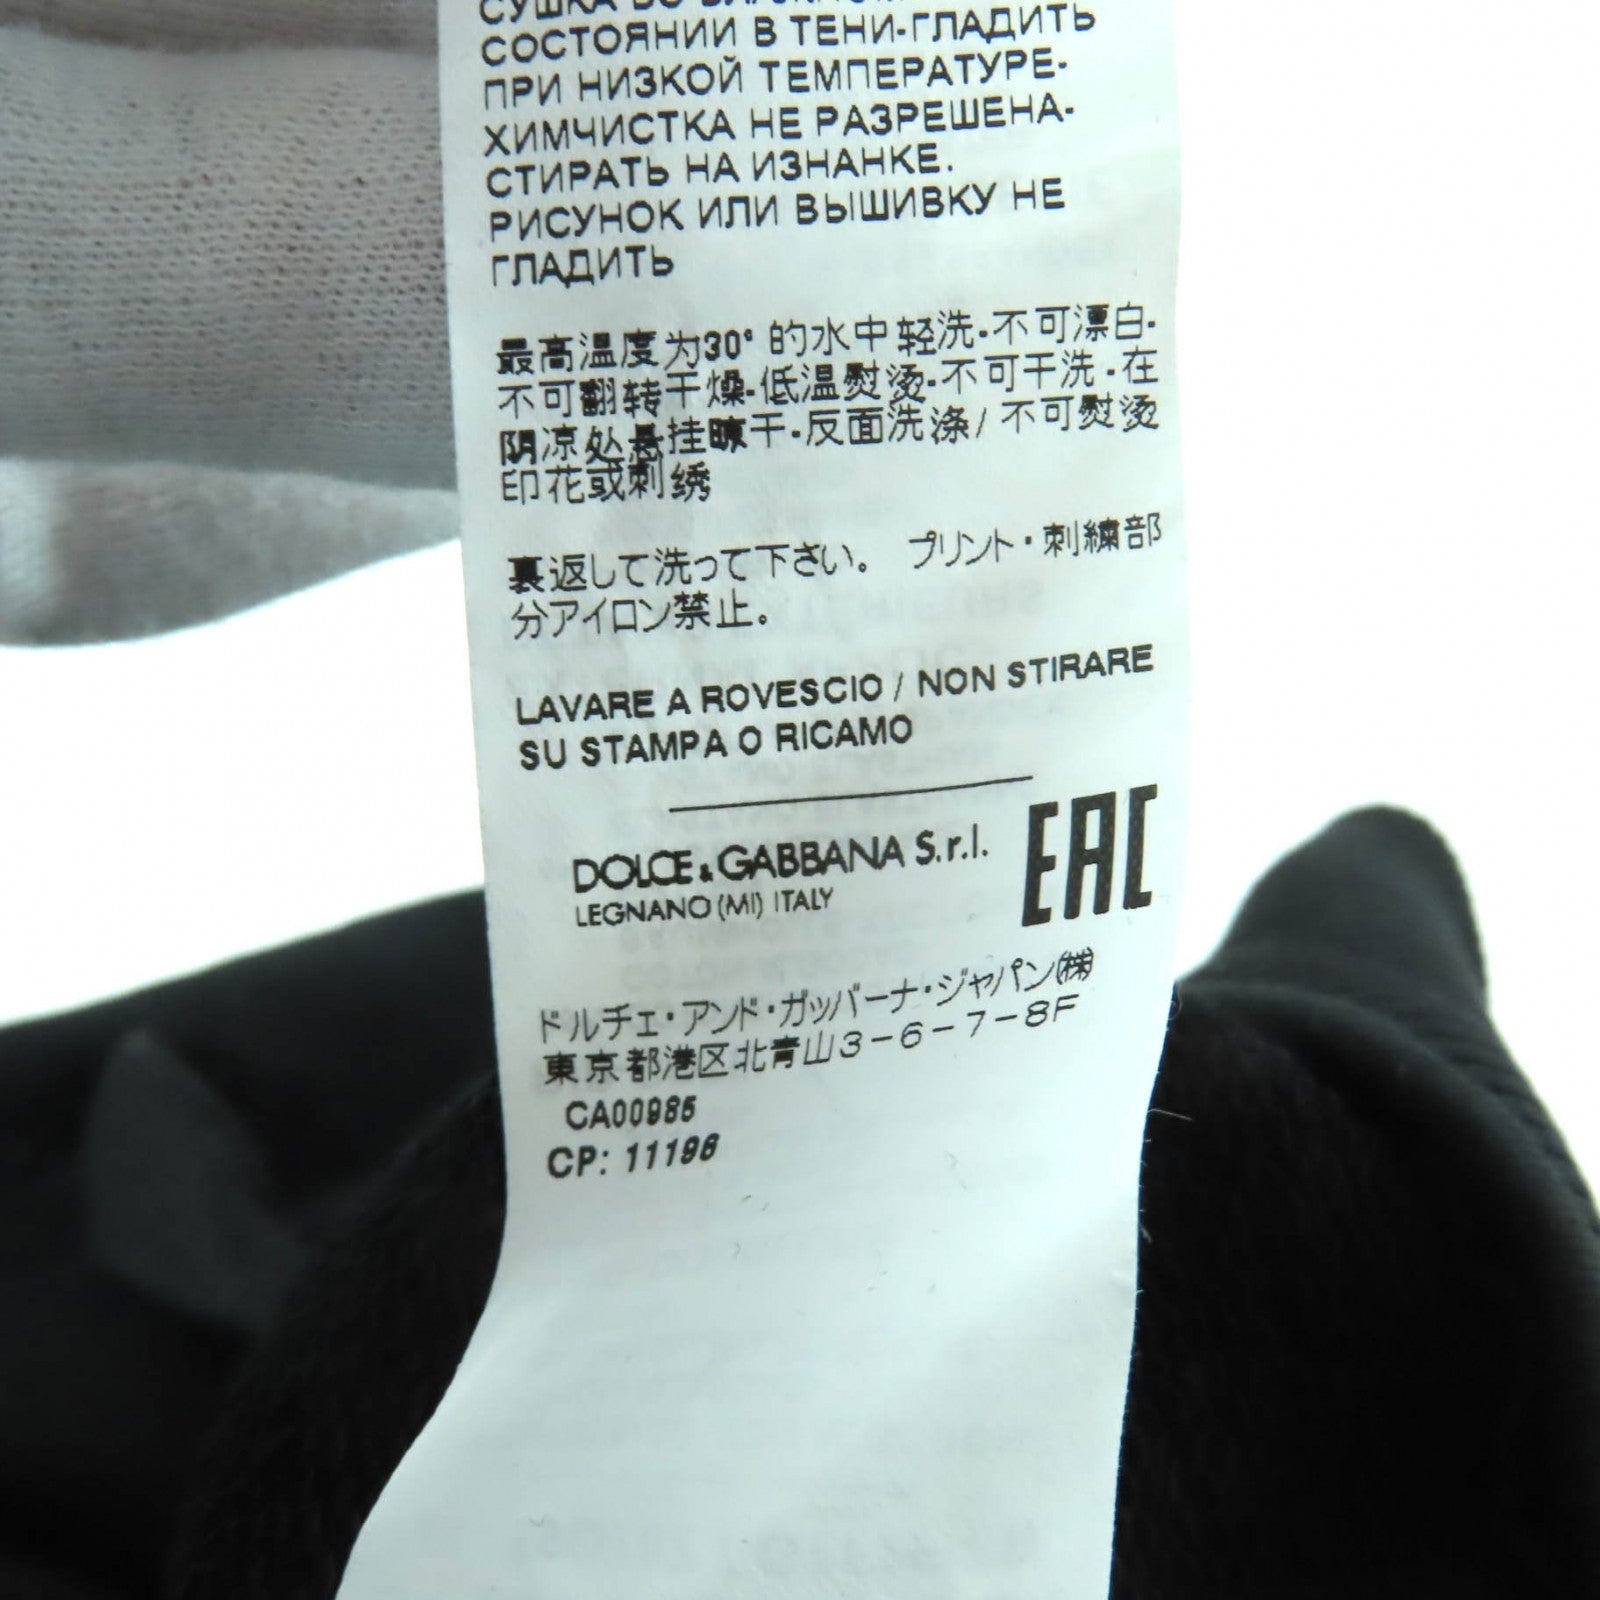 СУШКА ВО
СОСТОЯНИИ В ТЕНИ-ГЛАДИТЬ
ПРИ НИЗКОЙ ТЕМПЕРАТУРЕ-
ХИМЧИСТКА НЕ РАЗРЕШЕНА-
СТИРАТЬ НА ИЗНАНКЕ.
РИСУНОК ИЛИ ВЫШИВКУ НЕ
ГЛАДИТЬ
最高温度为30° 的水中轻洗-不可漂白-
不可翻转干燥-低温熨烫-不可干洗-在
阴凉处悬挂晾干-反面洗涤/ 不可熨烫
印花或刺绣
裏返して洗って下さい。 プリント・刺繍部
分アイロン禁止。
LAVARE A ROVESCIO / NON STIRARE
SU STAMPA O RICAMO
DOLCE & GABBANA S.r.l.
LEGNANO (MI) ITALY
EAC
ドルチェ・アンド・ガッバーナ・ジャパン(株)
東京都港区北青山3-6-7-8F
CA00985
CP: 11198